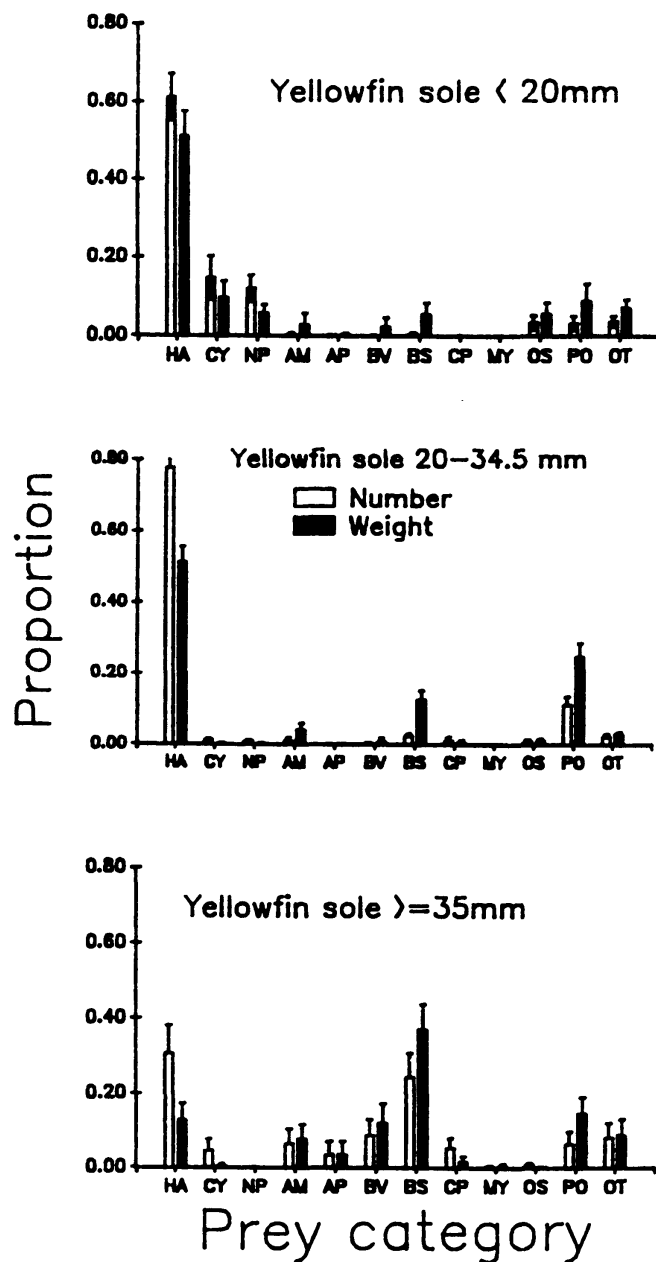 0.80
Yellowfin sole < 20mm
0.60
0.40
0.20
0.00
HA CY NP AM AP BV BS CP MY OS PO OT
Proportion
0.80
Yellowfin sole 20-34.5 mm
Number
Weight
0.60
0.40
0.20
0.00
HA CY NP AM AP BV BS CP MY OS PO OT
0.80
Yellowfin sole >=35mm
0.60
0.40
0.20
0.00
HA CY NP AM AP BV BS CP MY OS PO OT
Prey category